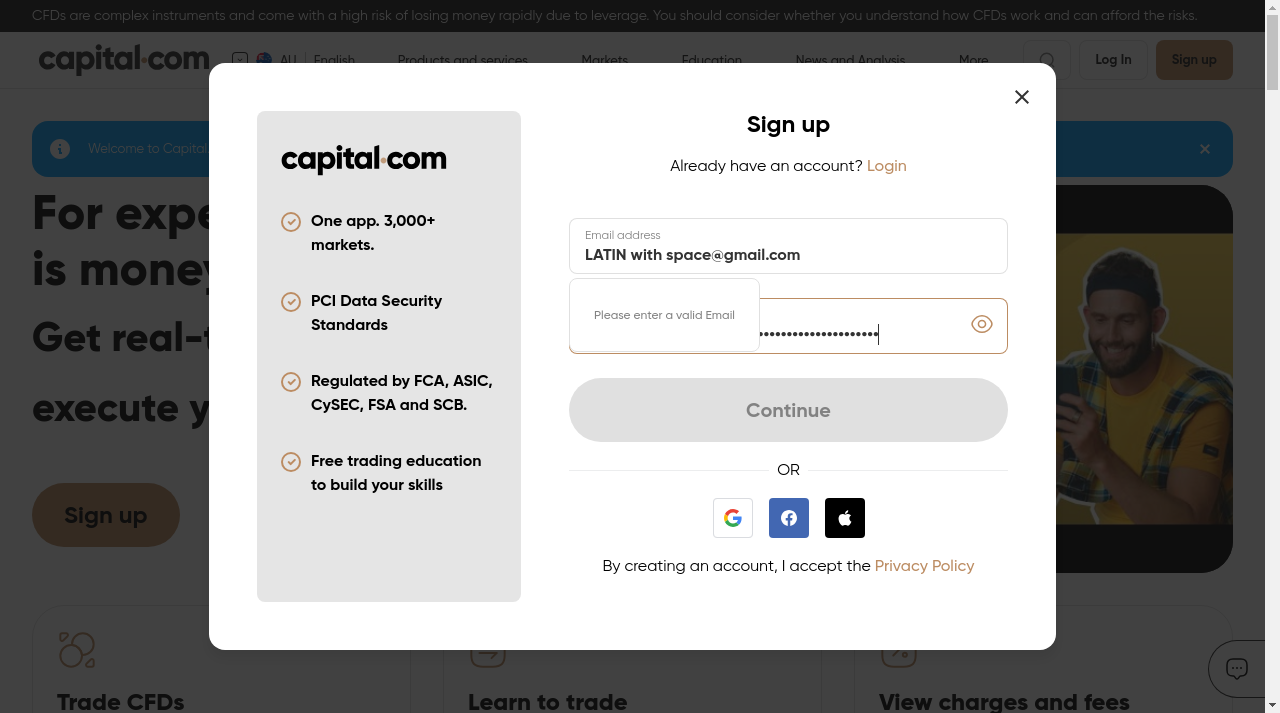 CFDs are complex instruments and come with a high risk of losing money rapidly due to leverage. You should consider whether you understand how CFDs work and can afford the risks.
capital.com
AU
English
Products and services
Markets
Education
News and Analysis
More
Log In
Sign up
Welcome to Capital.
For expe
is money
Get real-t
execute y
Sign up
capital.com
One app. 3,000+
markets.
PCI Data Security
Standards
Regulated by FCA, ASIC,
CySEC, FSA and SCB.
Free trading education
to build your skills
Sign up
Already have an account? Login
Email address
LATIN with space@gmail.com
Please enter a valid Email
Continue
OR
By creating an account, I accept the Privacy Policy
Trade CFDs
Learn to trade
View charges and fees